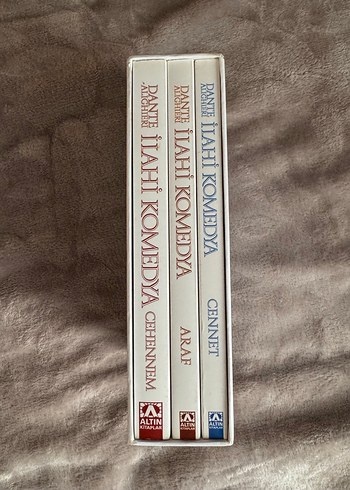 DANTE
ALIGHIERI
İLAHİ KOMEDYA
CEHENNEM
ALTIN
KİTAPLAR
DANTE
ALIGHIERI
İLAHİ KOMEDYA
ARAF
ALTIN
KİTAPLAR
DANTE
ALIGHIERI
İLAHİ KOMEDYA
CENNET
ALTIN
KİTAPLAR